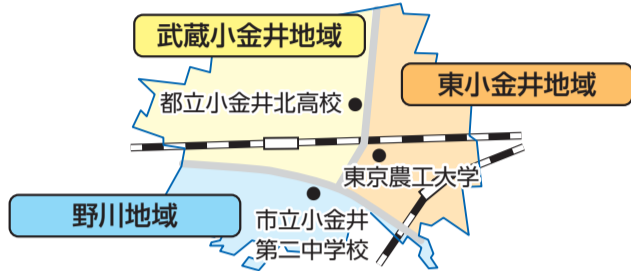 武蔵小金井地域
東小金井地域
都立小金井北高校
東京農工大学
野川地域
市立小金井
第二中学校